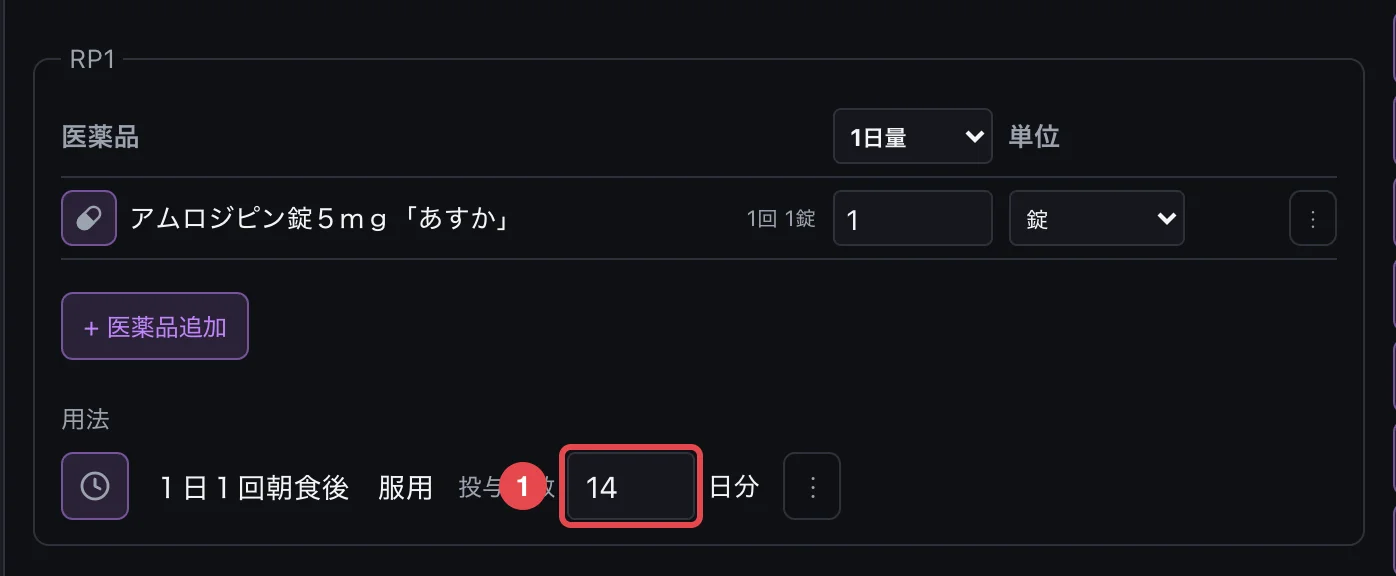 RP1
医薬品 1日量 単位
アムロジピン錠5mg「あすか」 1回 1錠 1 錠
+ 医薬品追加
用法
1日1回朝食後 服用 投与 1 14 日分